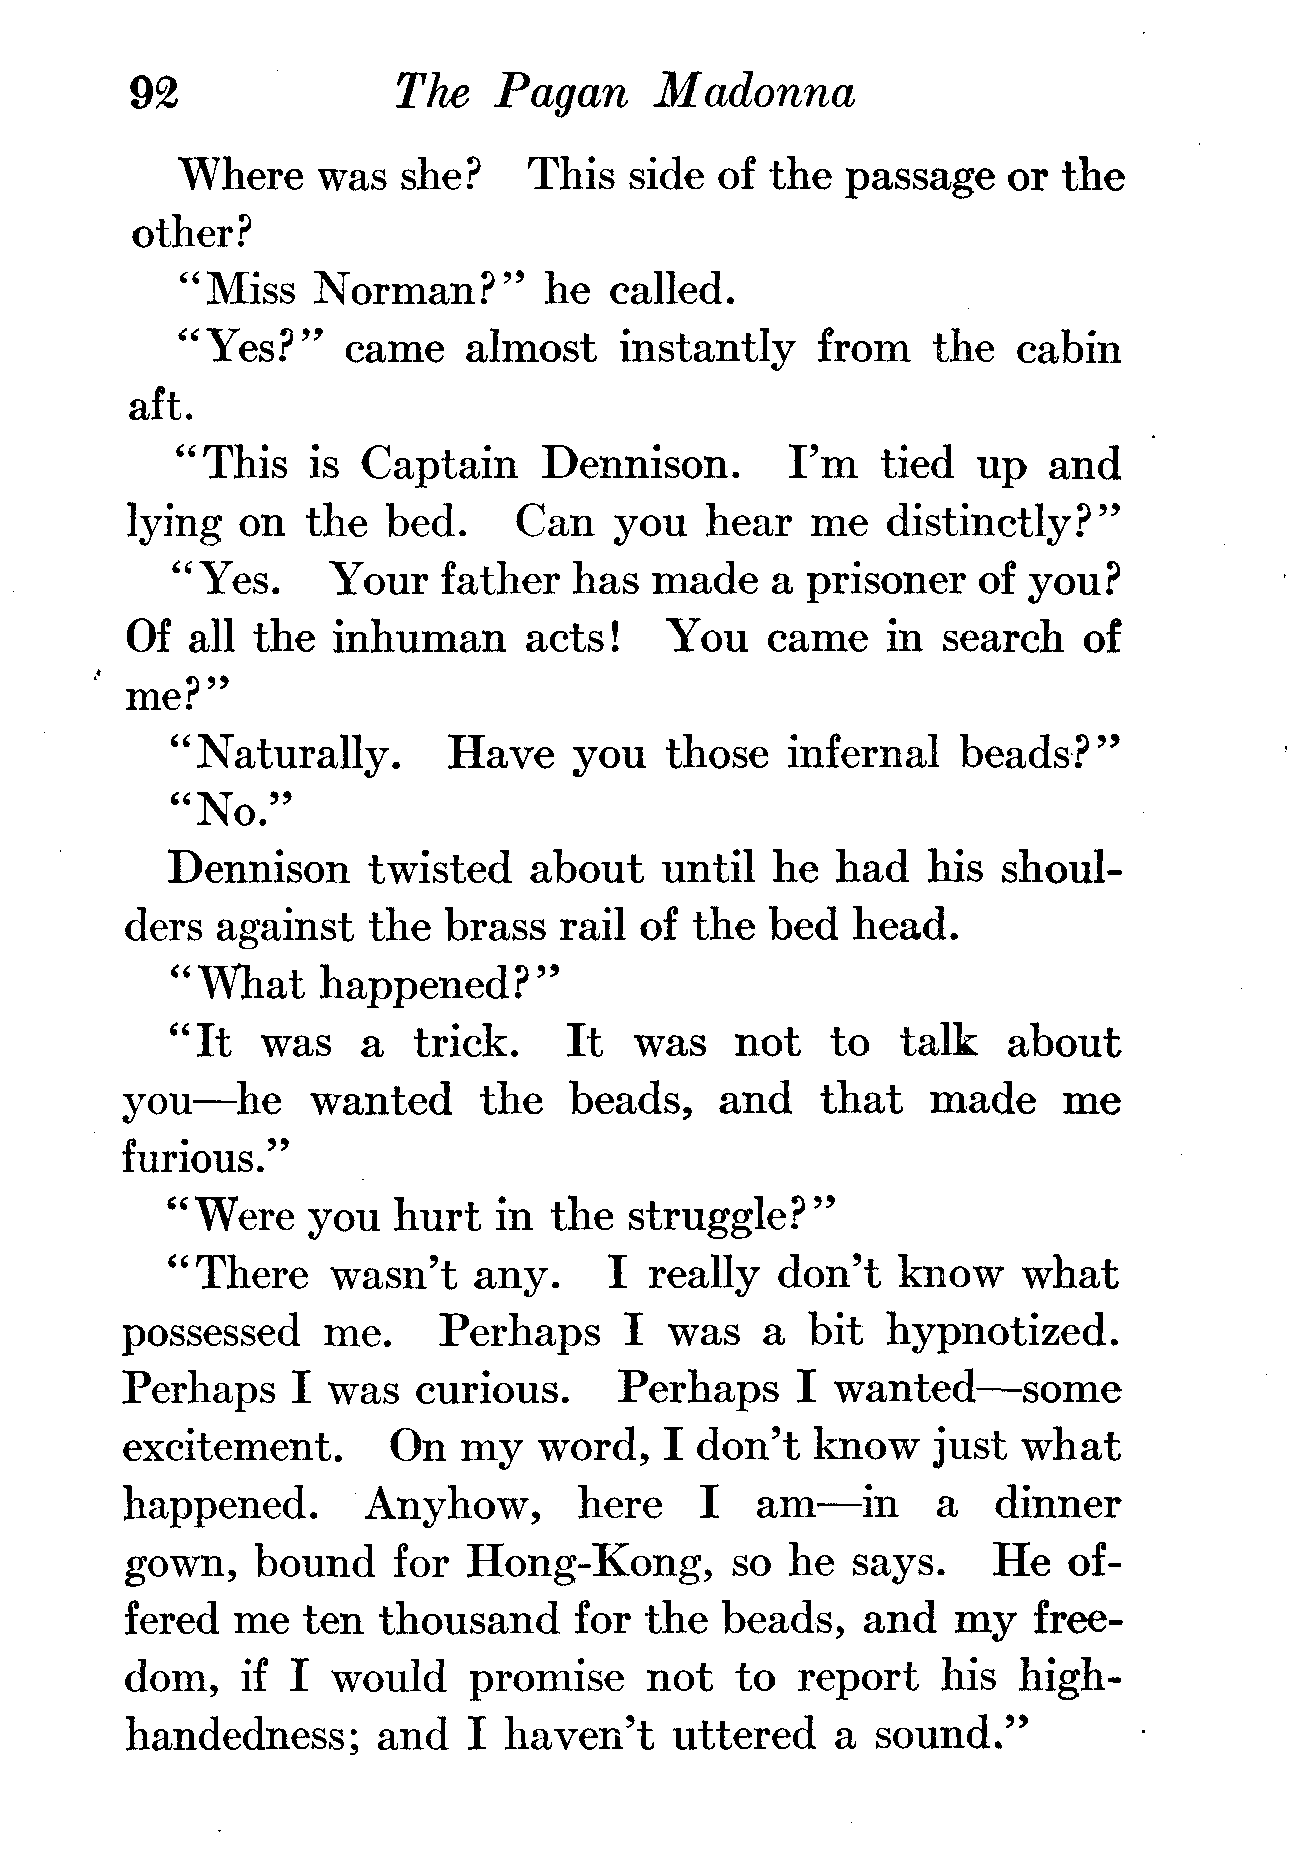 92 The Pagan Madonna
Where was she? This side of the passage or the
other?
“Miss Norman?” he called.
“Yes?” came almost instantly from the cabin
aft.
“This is Captain Dennison. I’m tied up and
lying on the bed. Can you hear me distinctly?”
“Yes. Your father has made a prisoner of you?
Of all the inhuman acts! You came in search of
me?”
“Naturally. Have you those infernal beads?”
“No.”
Dennison twisted about until he had his shoul-
ders against the brass rail of the bed head.
“What happened?”
“It was a trick. It was not to talk about
you—he wanted the beads, and that made me
furious.”
“Were you hurt in the struggle?”
“There wasn’t any. I really don’t know what
possessed me. Perhaps I was a bit hypnotized.
Perhaps I was curious. Perhaps I wanted—some
excitement. On my word, I don’t know just what
happened. Anyhow, here I am—in a dinner
gown, bound for Hong-Kong, so he says. He of-
fered me ten thousand for the beads, and my free-
dom, if I would promise not to report his high-
handedness; and I haven’t uttered a sound.”